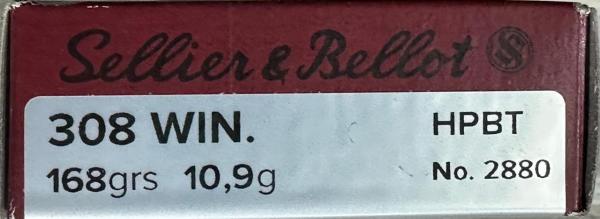 Sellier & Bellot
308 WIN. HPBT
168grs 10,9g No. 2880